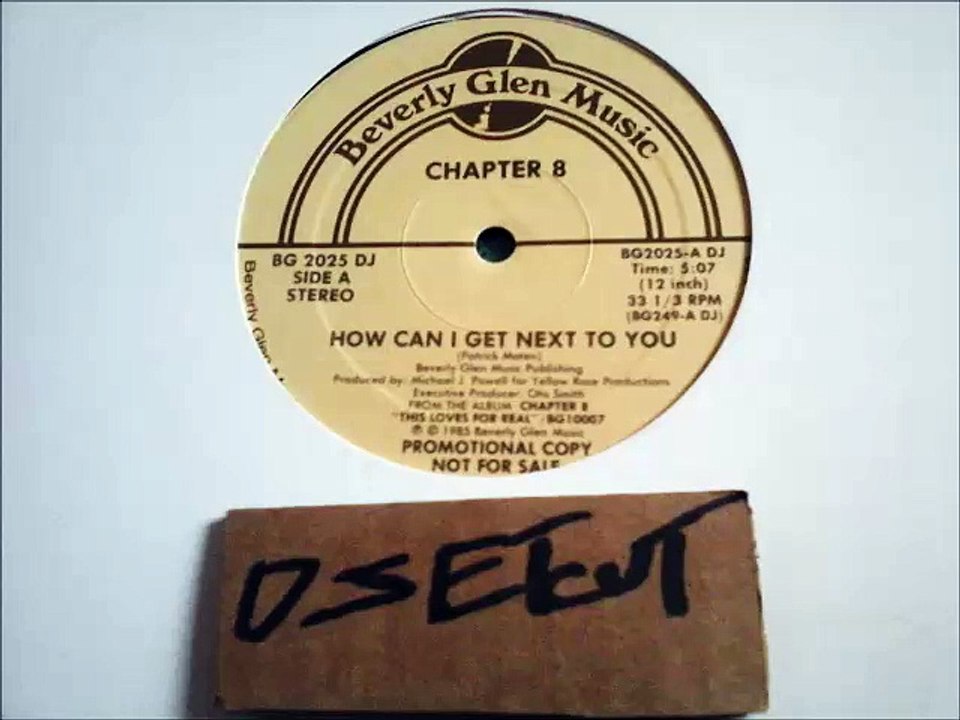 Beverly Glen Music
CHAPTER 8
BG 2025 DJ
SIDE A
STEREO
BG2025-A DJ
Time: 5:07
(12 inch)
33 1/3 RPM
(BG249-A DJ)
HOW CAN I GET NEXT TO YOU
(Patrick Moten)
Beverly Glen Music Publishing
Produced by: Michael J. Powell for Yellow Rose Productions
Executive Producer: Otis Smith
FROM THE ALBUM CHAPTER 8
"THIS LOVES FOR REAL" - BG10007
℗ © 1985 Beverly Glen Music
PROMOTIONAL COPY
NOT FOR SALE
Beverly Glen M